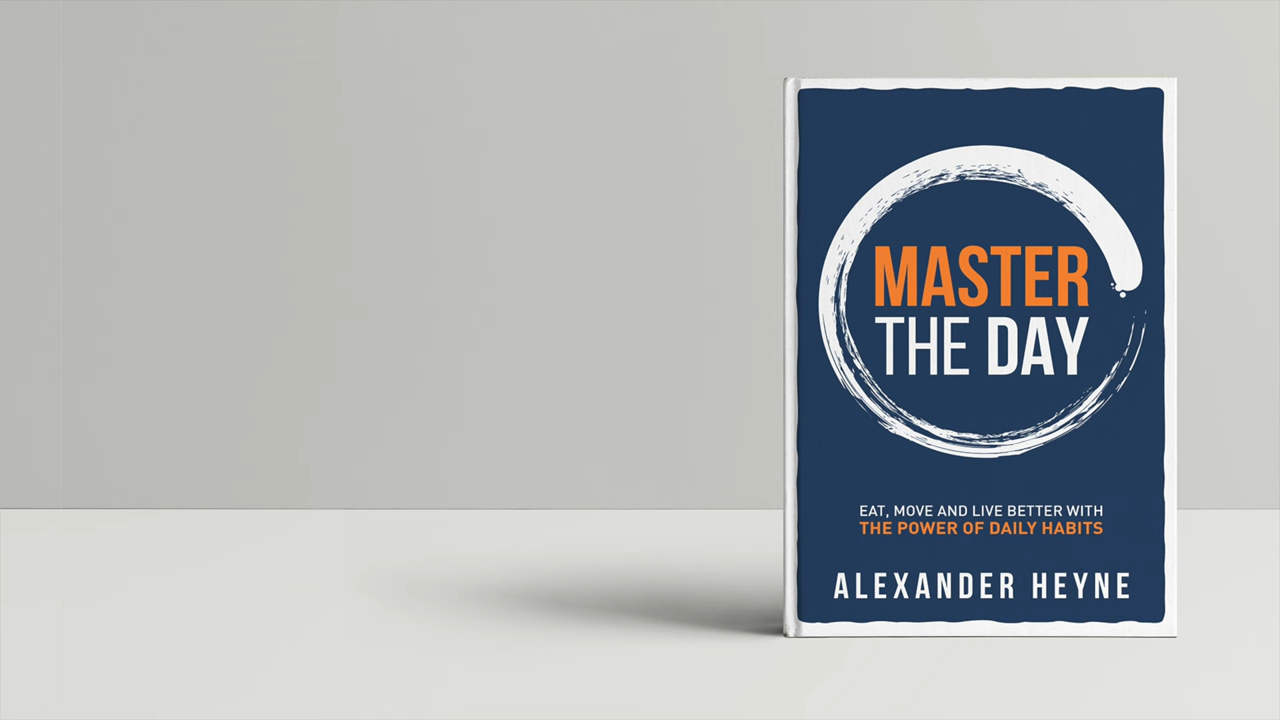 MASTER
THE DAY
EAT, MOVE AND LIVE BETTER WITH
THE POWER OF DAILY HABITS
ALEXANDER HEYNE